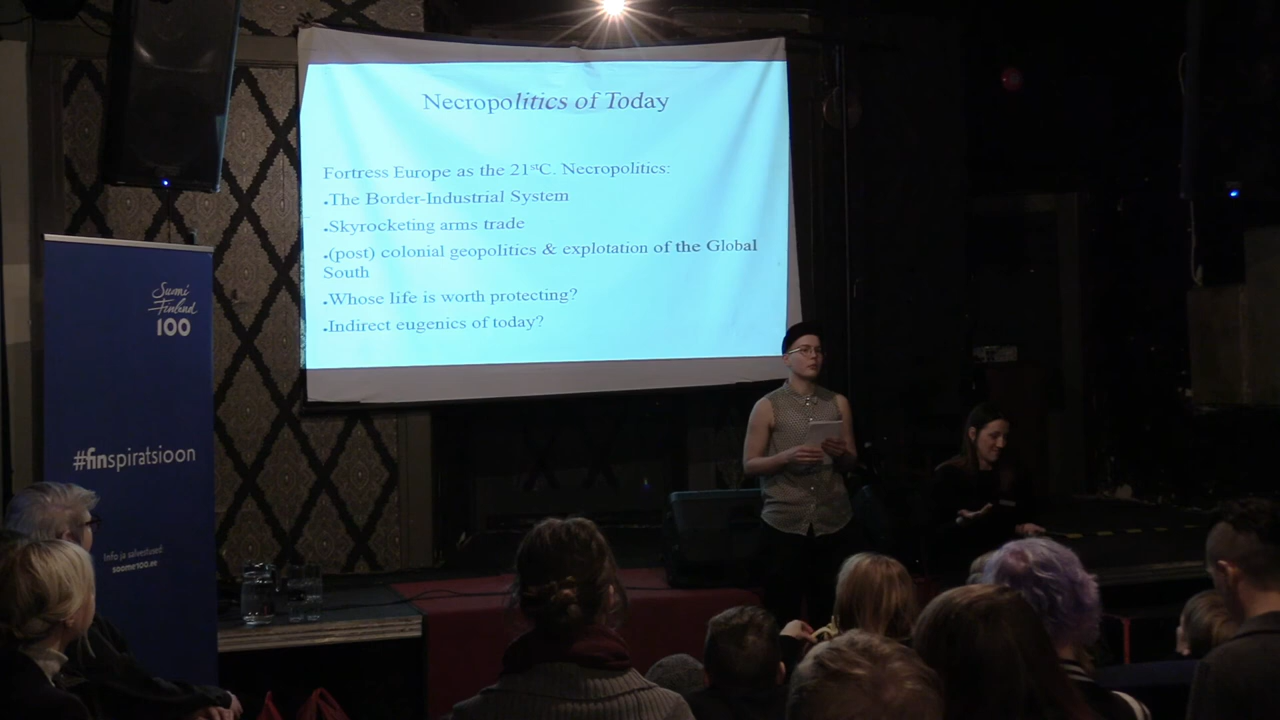 Necropolitics of Today
Fortress Europe as the 21stC. Necropolitics:
.The Border-Industrial System
.Skyrocketing arms trade
.(post) colonial geopolitics & explotation of the Global
South
.Whose life is worth protecting?
.Indirect eugenics of today?
Suomi
Finland
100
#finspiratsioon
Info ja salvestused:
soome100.ee